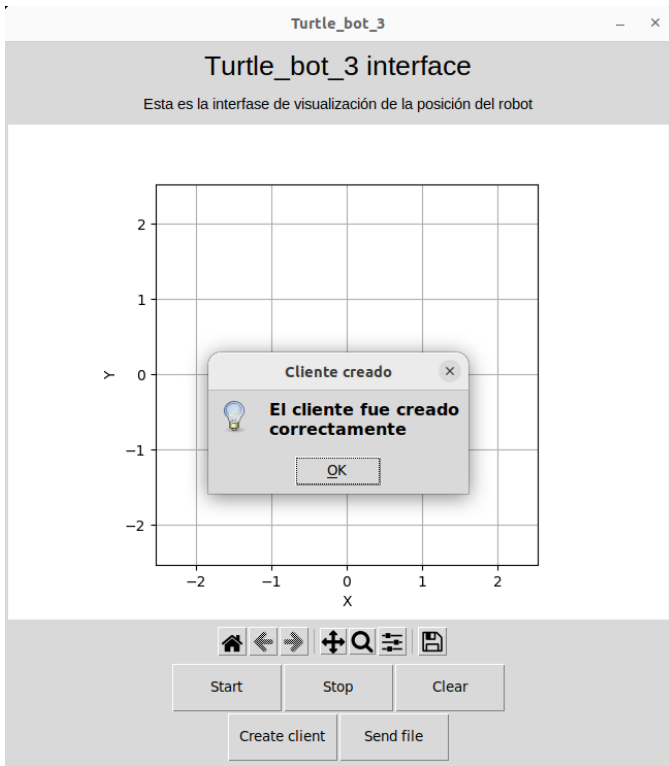 Turtle_bot_3
Turtle_bot_3 interface
Esta es la interfase de visualización de la posición del robot
2
1
Y
0
−1
−2
Cliente creado
El cliente fue creado
correctamente
OK
−2 −1 0 1 2
X
Start Stop Clear
Create client Send file